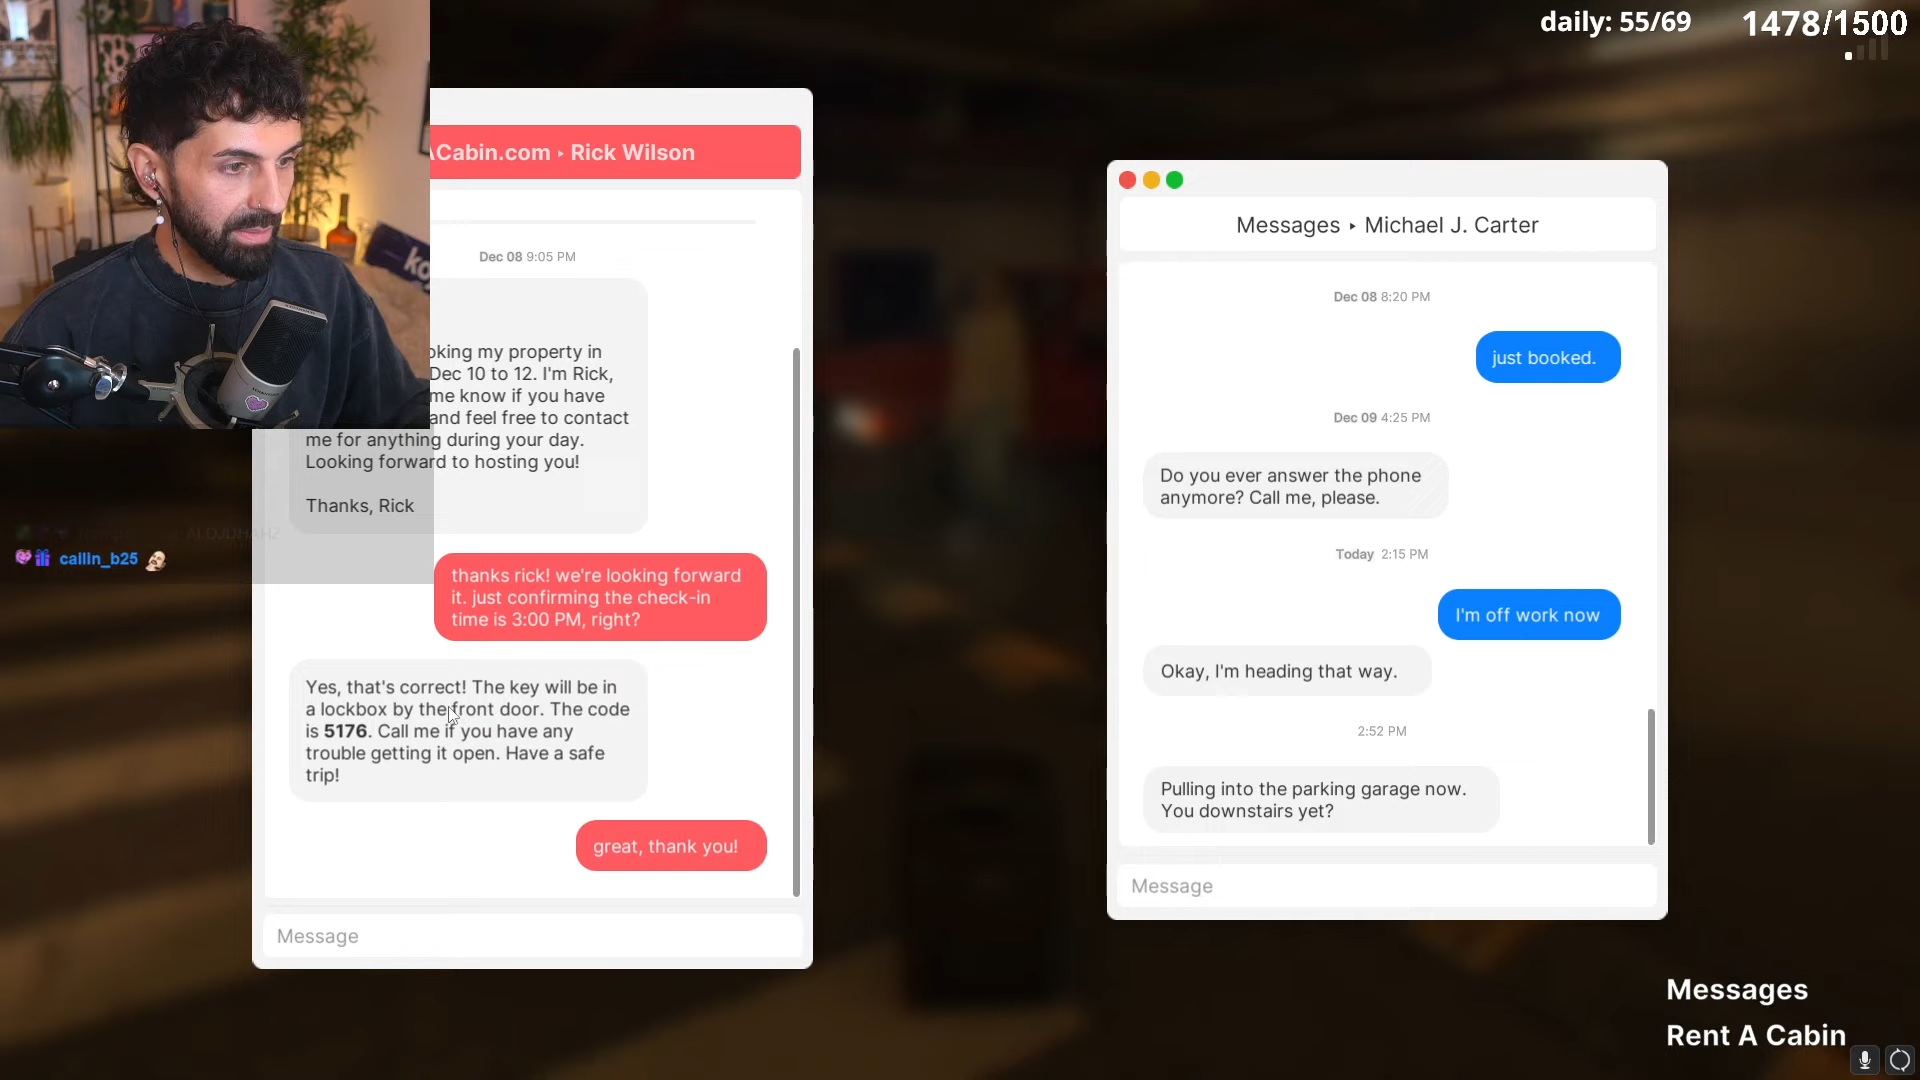 daily: 55/69
1478/1500
ACabin.com ▸ Rick Wilson
Dec 08 9:05 PM
oking my property in
Dec 10 to 12. I'm Rick,
me know if you have
and feel free to contact
me for anything during your day.
Looking forward to hosting you!
Thanks, Rick
thanks rick! we're looking forward
it. just confirming the check-in
time is 3:00 PM, right?
Yes, that's correct! The key will be in
a lockbox by the front door. The code
is 5176. Call me if you have any
trouble getting it open. Have a safe
trip!
great, thank you!
Message
cailin_b25
Messages ▸ Michael J. Carter
Dec 08 8:20 PM
just booked.
Dec 09 4:25 PM
Do you ever answer the phone
anymore? Call me, please.
Today 2:15 PM
I'm off work now
Okay, I'm heading that way.
2:52 PM
Pulling into the parking garage now.
You downstairs yet?
Message
Messages
Rent A Cabin